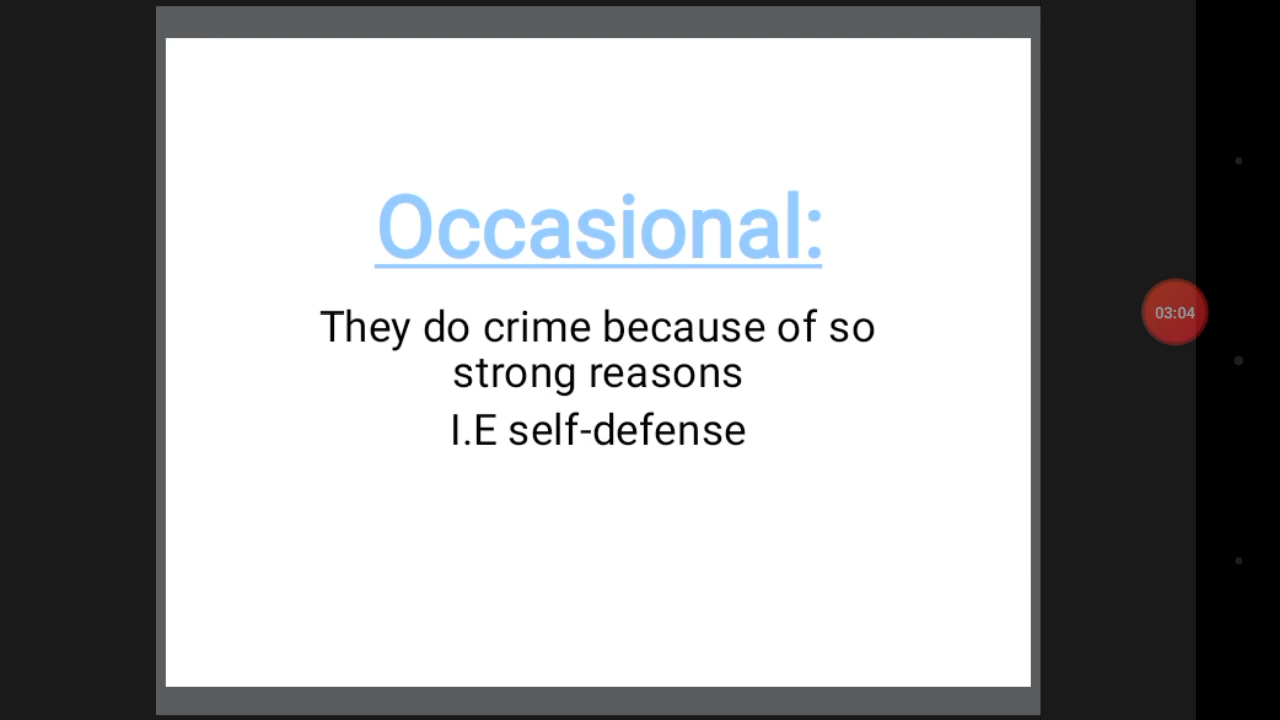 Occasional:
They do crime because of so
strong reasons
I.E self-defense
03:04